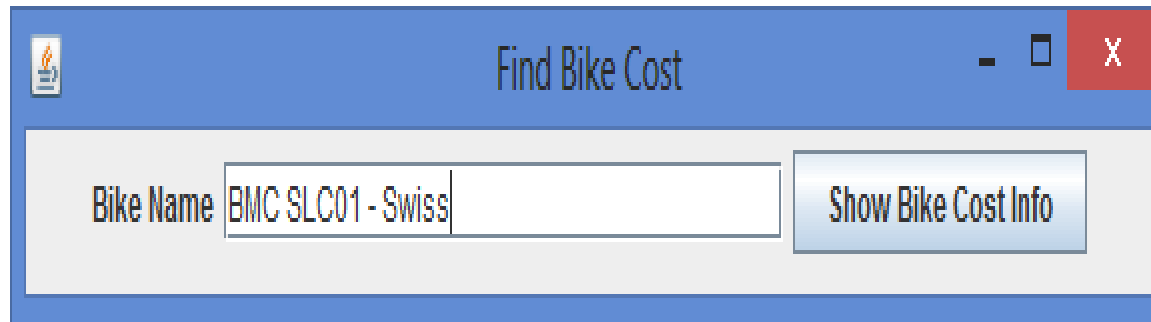 Find Bike Cost
Bike Name BMC SLC01 - Swiss Show Bike Cost Info